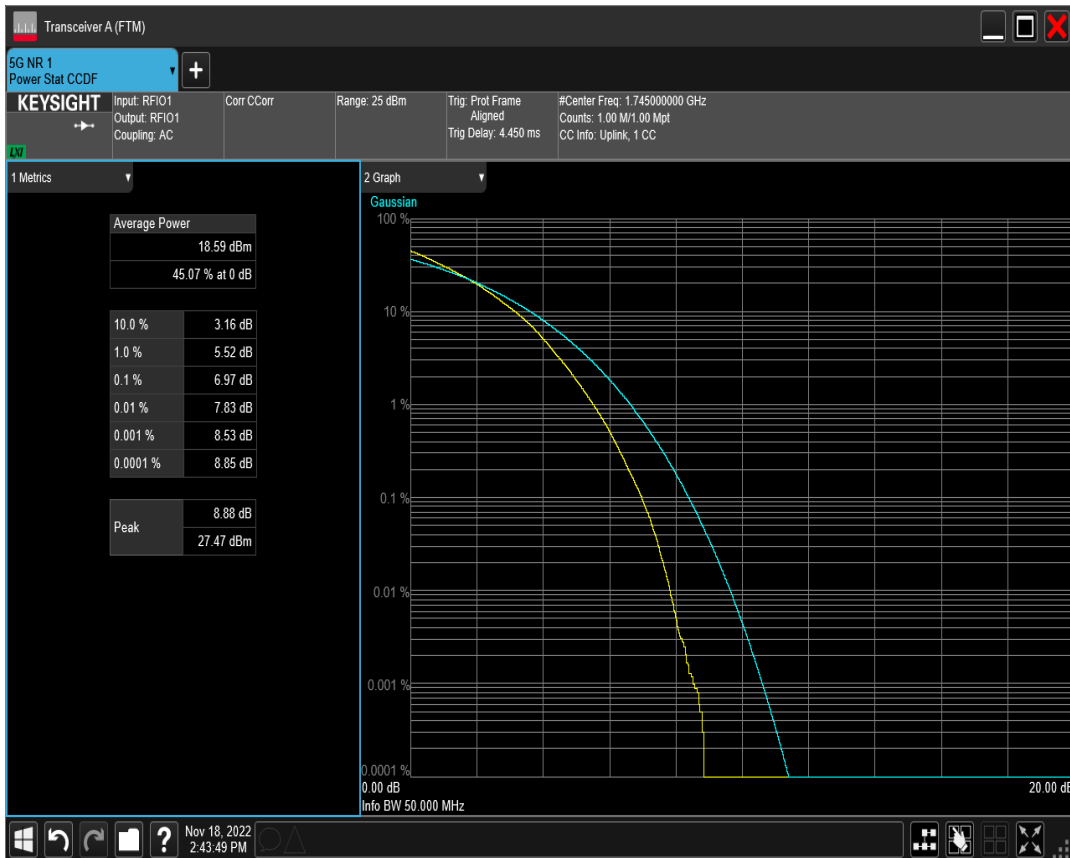 Transceiver A (FTM)
5G NR 1
Power Stat CCDF
+
KEYSIGHT
LXI
Input: RFIO1
Output: RFIO1
Coupling: AC
Corr CCorr
Range: 25 dBm
Trig: Prot Frame
Aligned
Trig Delay: 4.450 ms
#Center Freq: 1.745000000 GHz
Counts: 1.00 M/1.00 Mpt
CC Info: Uplink, 1 CC
1 Metrics
Average Power
18.59 dBm
45.07 % at 0 dB
10.0 % 3.16 dB
1.0 % 5.52 dB
0.1 % 6.97 dB
0.01 % 7.83 dB
0.001 % 8.53 dB
0.0001 % 8.85 dB
Peak
8.88 dB
27.47 dBm
2 Graph
Gaussian
100 %
10 %
1 %
0.1 %
0.01 %
0.001 %
0.0001 %
0.00 dB 20.00 dB
Info BW 50.000 MHz
?
Nov 18, 2022
2:43:49 PM